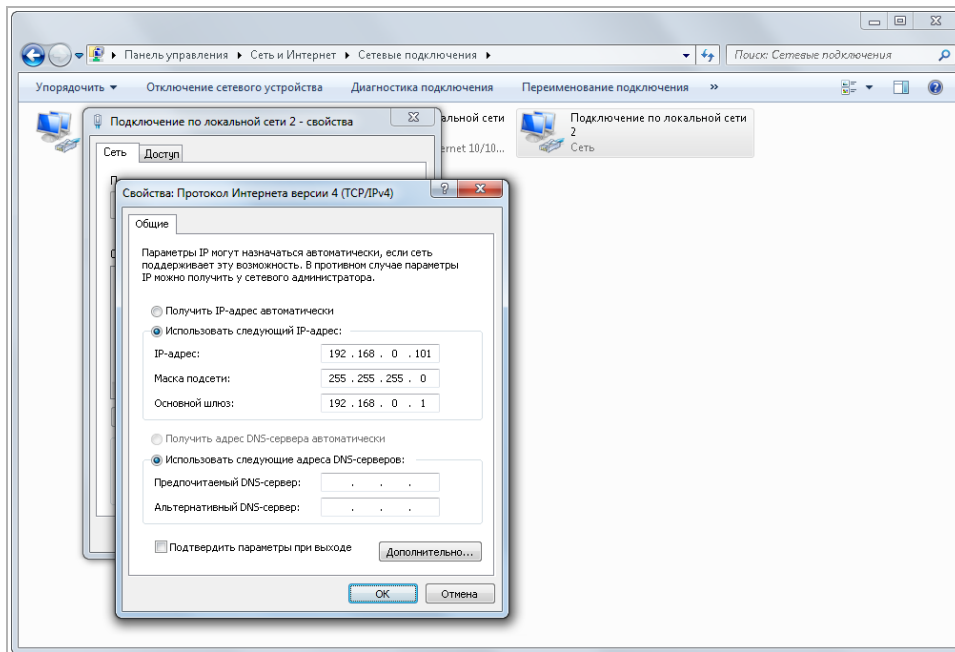 Панель управления ▸ Сеть и Интернет ▸ Сетевые подключения ▸
Поиск: Сетевые подключения
Упорядочить ▾ Отключение сетевого устройства Диагностика подключения Переименование подключения »
Подключение по локальной сети 2 - свойства
сети
10/10...
Подключение по локальной сети
2
Сеть
Сеть Доступ
Свойства: Протокол Интернета версии 4 (TCP/IPv4)
Общие
Параметры IP могут назначаться автоматически, если сеть
поддерживает эту возможность. В противном случае параметры
IP можно получить у сетевого администратора.
Получить IP-адрес автоматически
Использовать следующий IP-адрес:
IP-адрес: 192 . 168 . 0 . 101
Маска подсети: 255 . 255 . 255 . 0
Основной шлюз: 192 . 168 . 0 . 1
Получить адрес DNS-сервера автоматически
Использовать следующие адреса DNS-серверов:
Предпочитаемый DNS-сервер: . . .
Альтернативный DNS-сервер: . . .
Подтвердить параметры при выходе
Дополнительно...
ОК Отмена